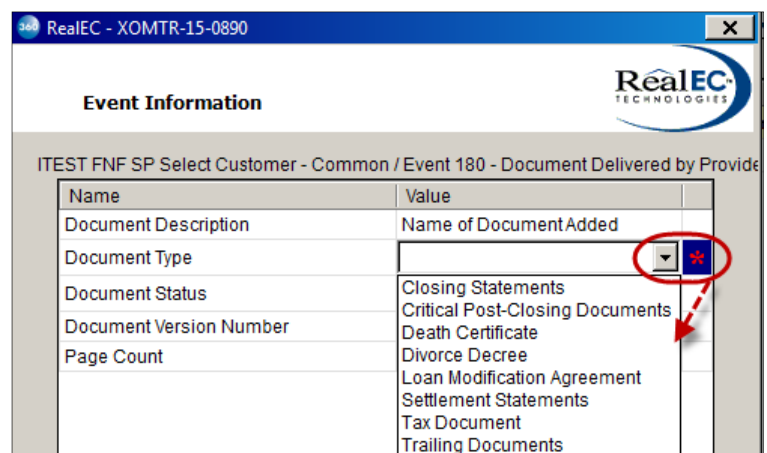 360 RealEC - XOMTR-15-0890
RealEC
TECHNOLOGIES
Event Information
ITEST FNF SP Select Customer - Common / Event 180 - Document Delivered by Provide
Name Value
Document Description Name of Document Added
Document Type *
Document Status
Document Version Number
Page Count
Closing Statements
Critical Post-Closing Documents
Death Certificate
Divorce Decree
Loan Modification Agreement
Settlement Statements
Tax Document
Trailing Documents